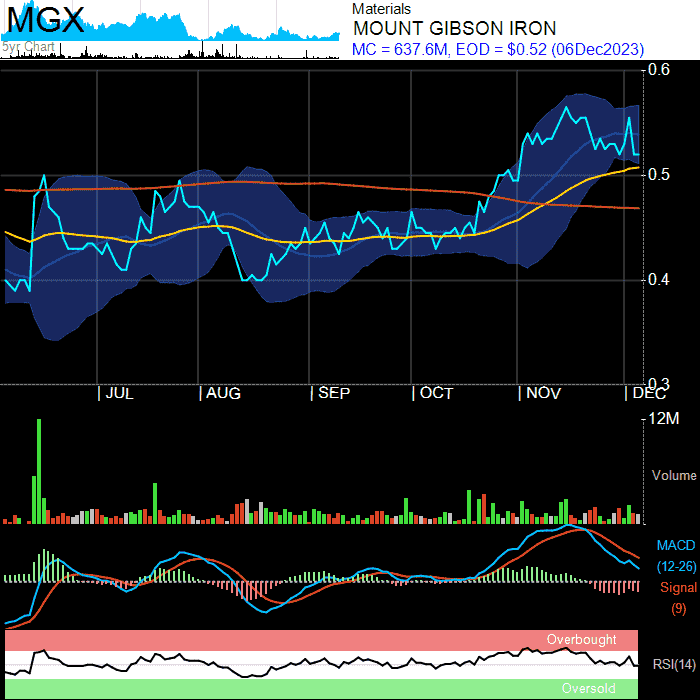 MGX
5yr Chart
Materials
MOUNT GIBSON IRON
MC = 637.6M, EOD = $0.52 (06Dec2023)
0.6
0.5
0.4
0.3
| JUL | AUG | SEP | OCT | NOV | DEC
12M
Volume
MACD
(12-26)
Signal
(9)
Overbought
RSI(14)
Oversold